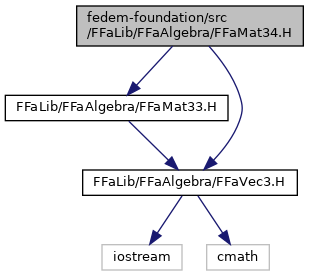 fedem-foundation/src
/FFaLib/FFaAlgebra/FFaMat34.H
FFaLib/FFaAlgebra/FFaMat33.H
FFaLib/FFaAlgebra/FFaVec3.H
iostream
cmath